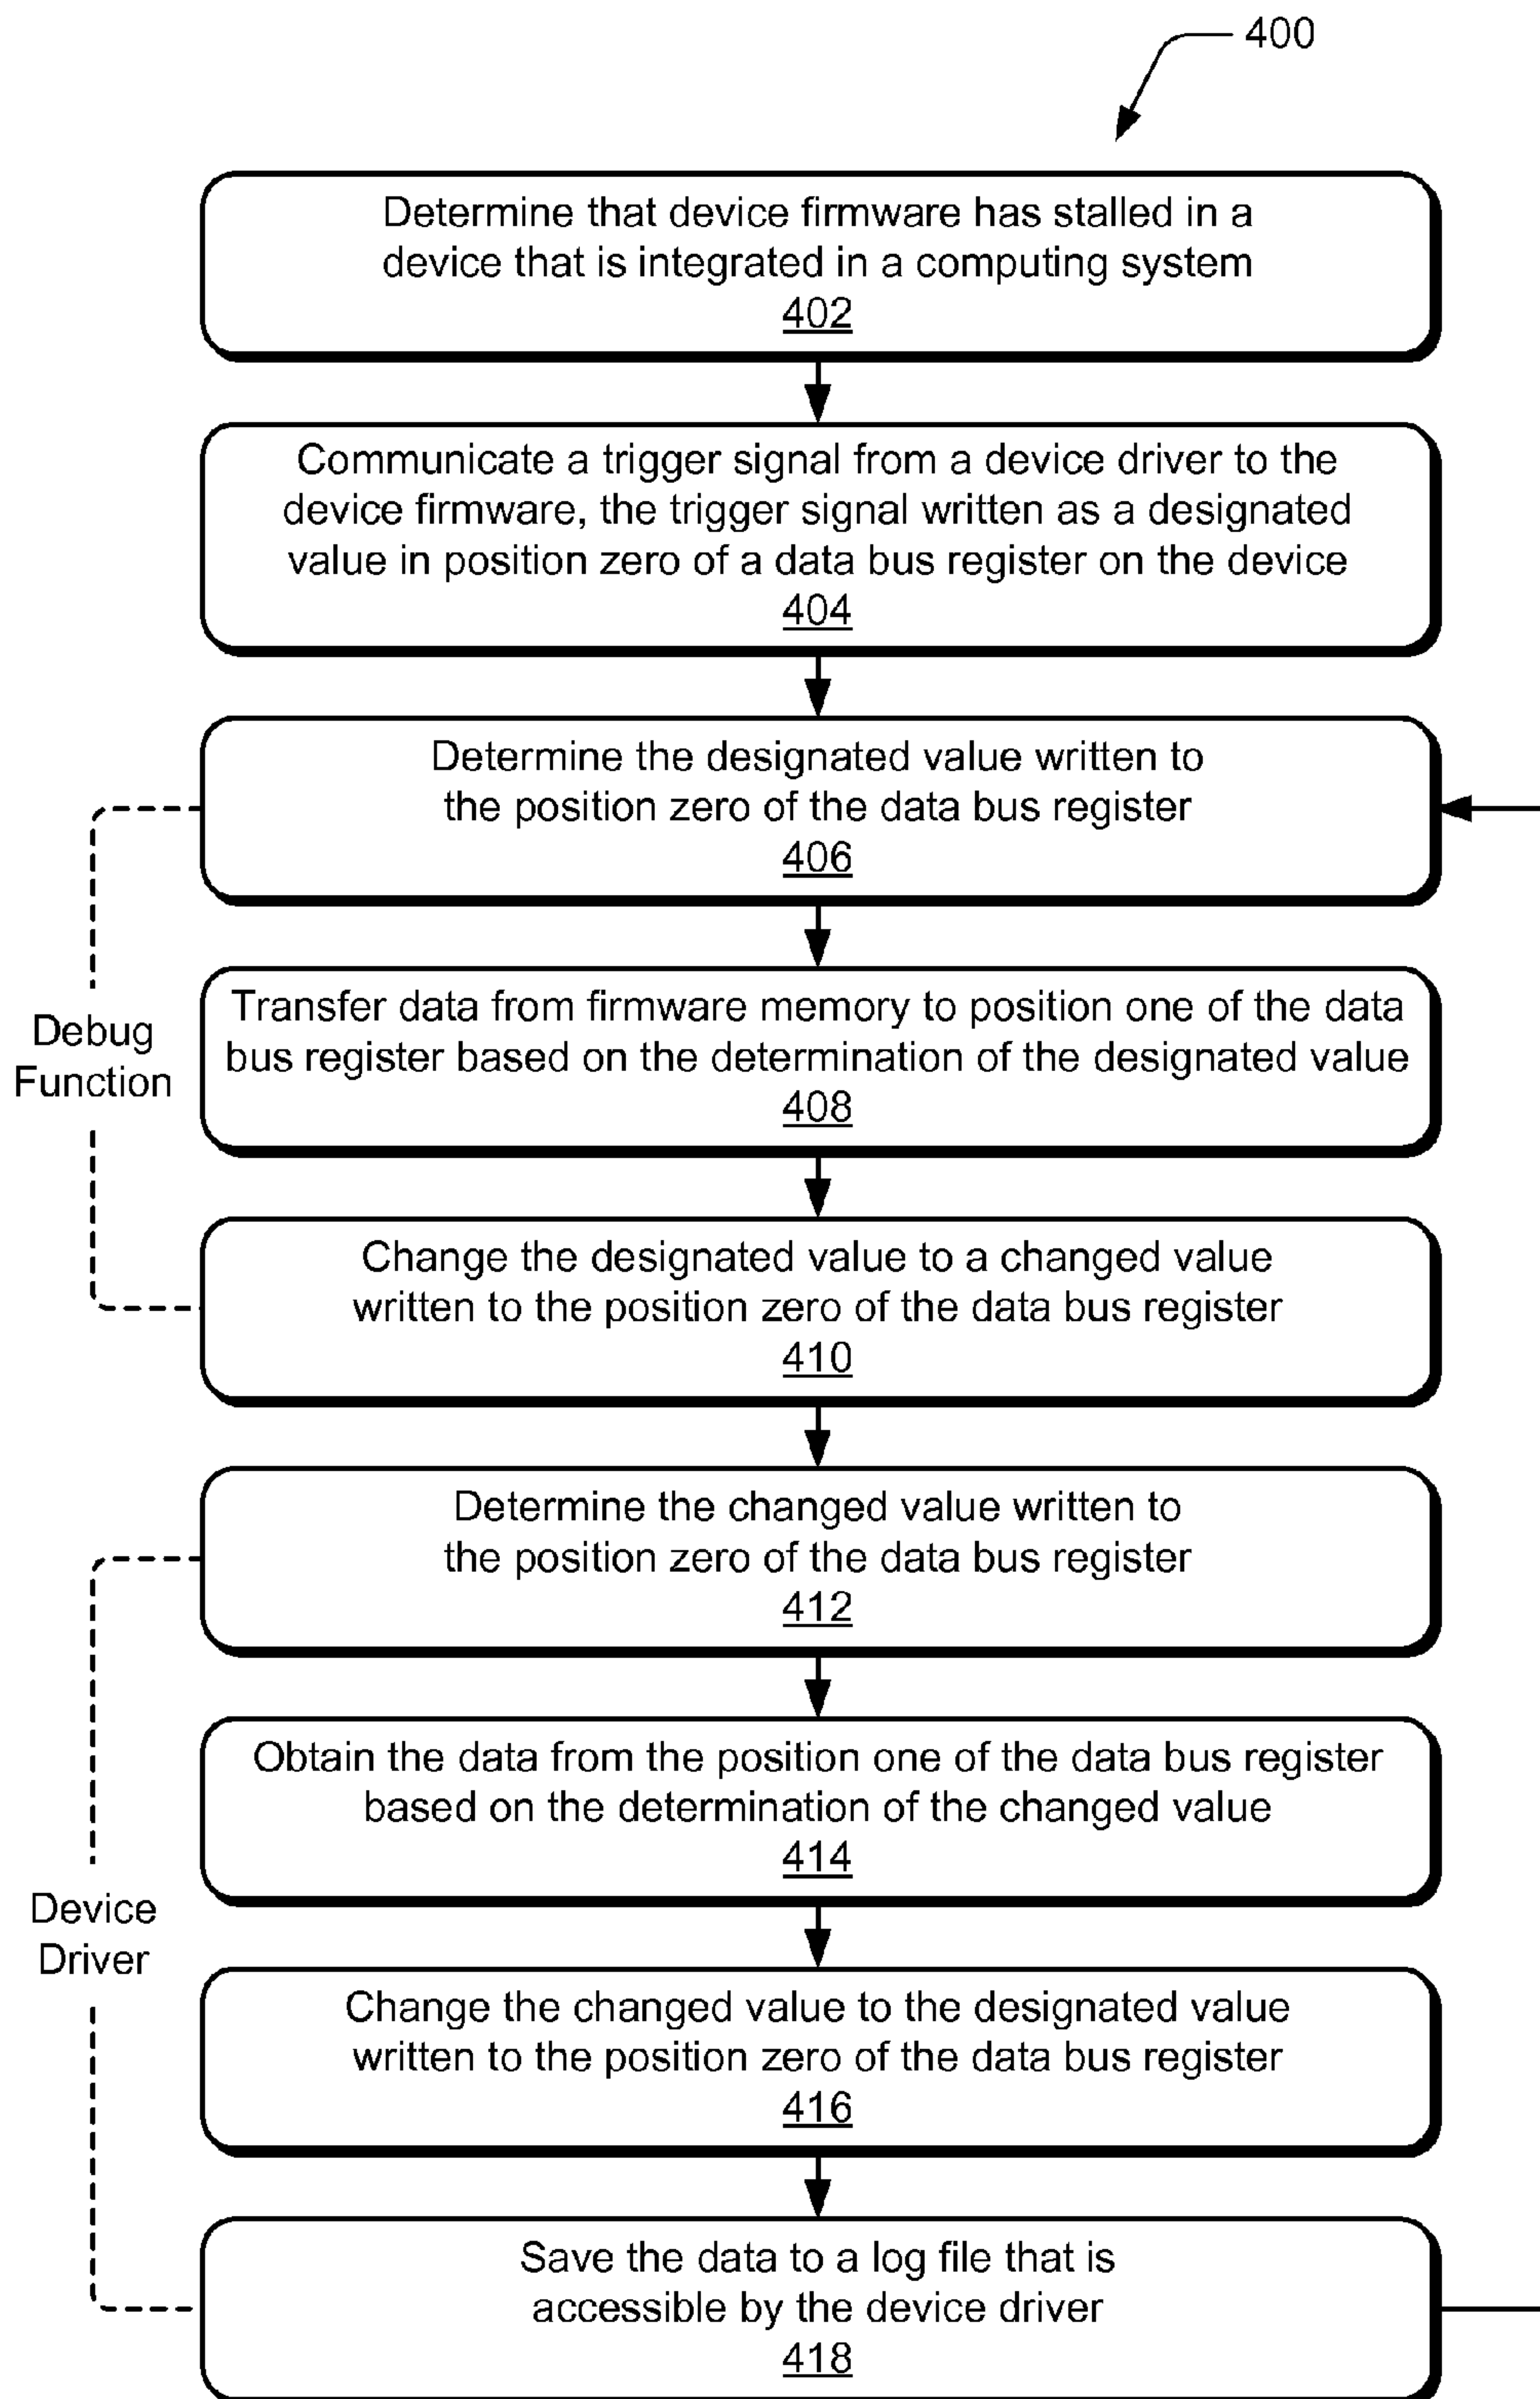 400
Determine that device firmware has stalled in a
device that is integrated in a computing system
402
Communicate a trigger signal from a device driver to the
device firmware, the trigger signal written as a designated
value in position zero of a data bus register on the device
404
Determine the designated value written to
the position zero of the data bus register
406
Debug
Function
Transfer data from firmware memory to position one of the data
bus register based on the determination of the designated value
408
Change the designated value to a changed value
written to the position zero of the data bus register
410
Determine the changed value written to
the position zero of the data bus register
412
Obtain the data from the position one of the data bus register
based on the determination of the changed value
414
Device
Driver
Change the changed value to the designated value
written to the position zero of the data bus register
416
Save the data to a log file that is
accessible by the device driver
418